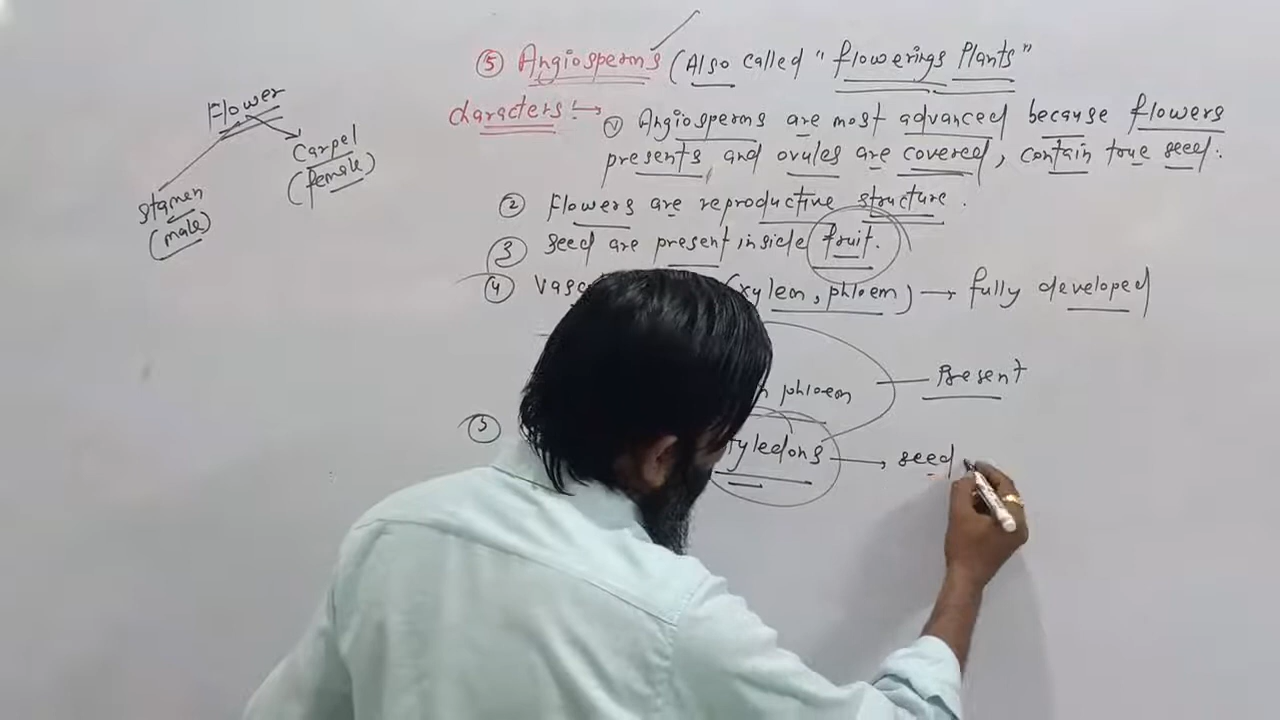 ⑤ Angiosperms (Also called "flowerings Plants"
characters :→ ① Angiosperms are most advanced because flowers
presents, and ovules are covered, contain true seed.
② Flowers are reproductive structure.
③ Seed are present inside fruit.
④ (xylem, phloem) → fully developed
phloem — Present
⑤ → seed
Flower
Carpel
(female)
Stamen
(male)